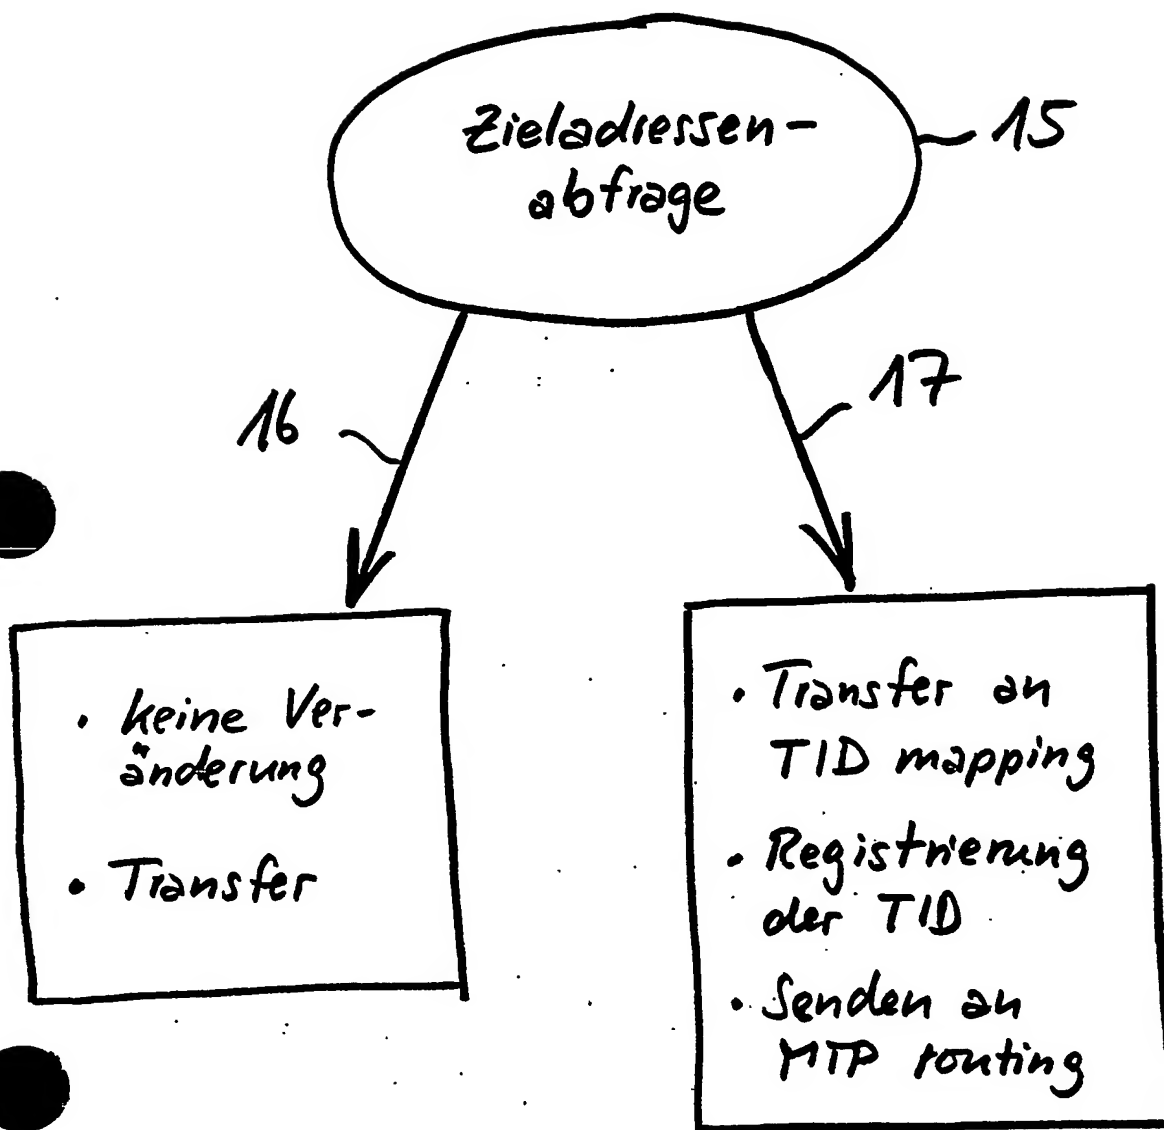 Zieladressen-
abfrage
15
16
17
• keine Ver-
änderung
• Transfer
• Transfer an
TID mapping
• Registrierung
der TID
• Senden an
MTP routing